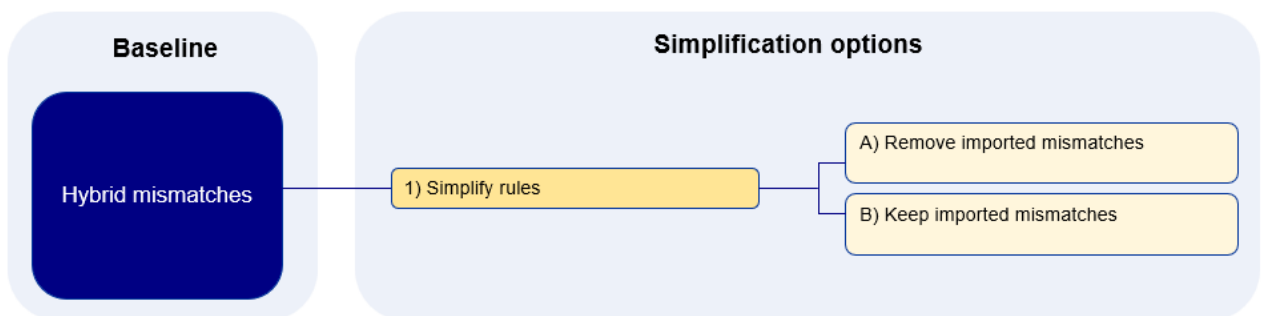 Baseline
Simplification options
Hybrid mismatches
1) Simplify rules
A) Remove imported mismatches
B) Keep imported mismatches